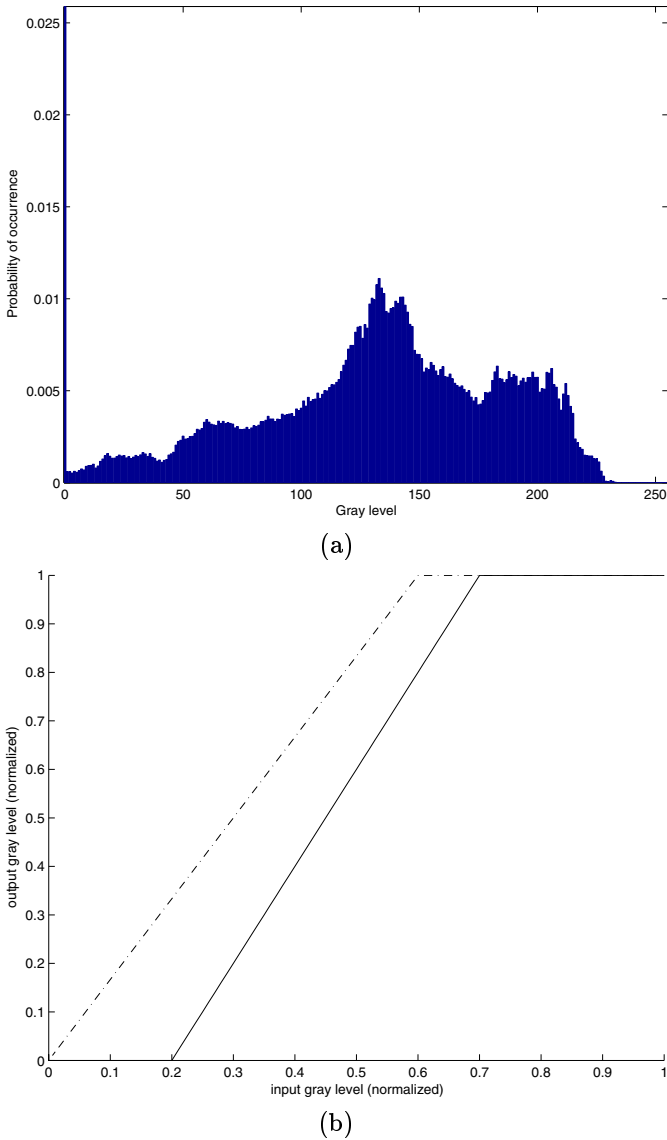 0.025
0.02
0.015
0.01
0.005
0
Probability of occurrence
0 50 100 150 200 250
Gray level
(a)
1
0.9
0.8
0.7
0.6
0.5
0.4
0.3
0.2
0.1
0
output gray level (normalized)
0 0.1 0.2 0.3 0.4 0.5 0.6 0.7 0.8 0.9 1
input gray level (normalized)
(b)